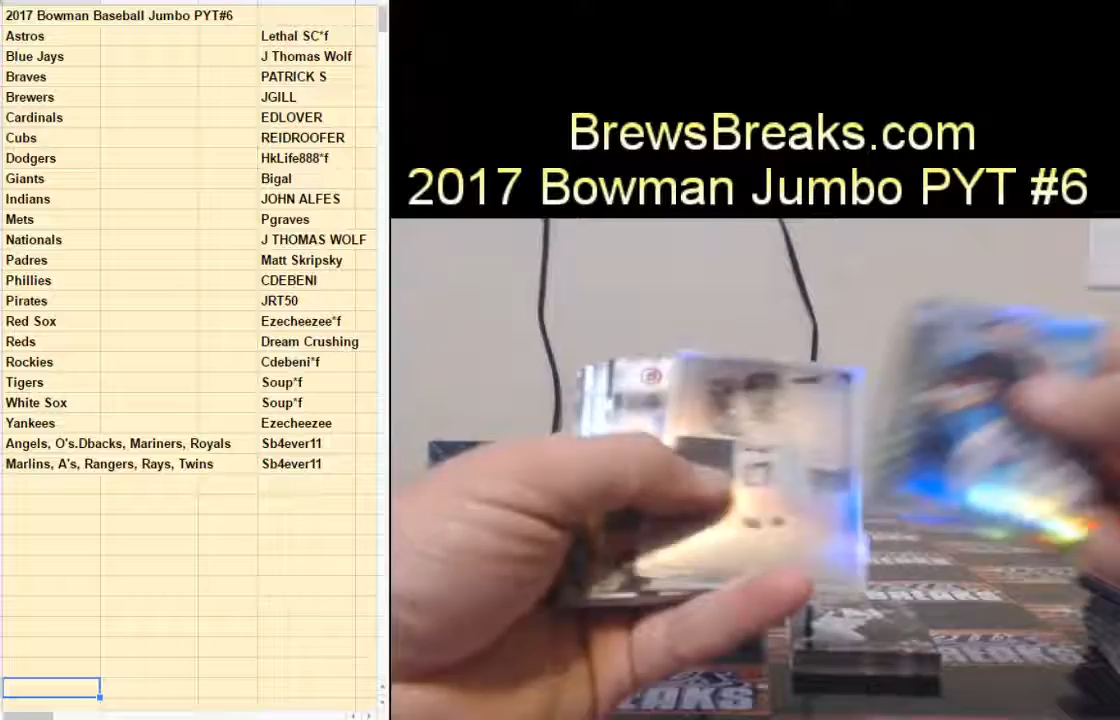 2017 Bowman Baseball Jumbo PYT#6
Astros Lethal SC*f
Blue Jays J Thomas Wolf
Braves PATRICK S
Brewers JGILL
Cardinals EDLOVER
Cubs REIDROOFER
Dodgers HkLife888*f
Giants Bigal
Indians JOHN ALFES
Mets Pgraves
Nationals J THOMAS WOLF
Padres Matt Skripsky
Phillies CDEBENI
Pirates JRT50
Red Sox Ezecheezee*f
Reds Dream Crushing
Rockies Cdebeni*f
Tigers Soup*f
White Sox Soup*f
Yankees Ezecheezee
Angels, O's.Dbacks, Mariners, Royals Sb4ever11
Marlins, A's, Rangers, Rays, Twins Sb4ever11
BrewsBreaks.com
2017 Bowman Jumbo PYT #6
BREAKS
BREAKS